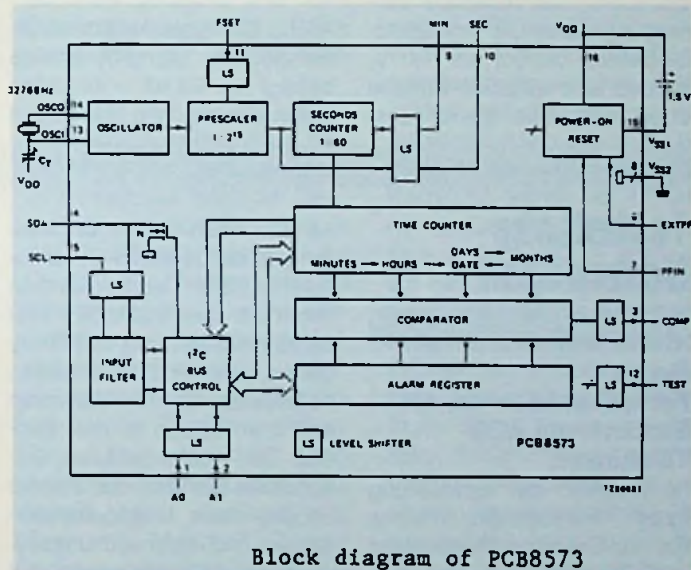 FSET
MIN
SEC
VDD
11
9
10
16
LS
32768Hz
OSCO
14
OSCILLATOR
PRESCALER
1 - 2¹⁵
SECONDS
COUNTER
1 60
LS
POWER-ON
RESET
1,5 V
15
VSS1
OSCI
13
CT
VDD
8
VSS2
SDA
4
N
6
EXTPF
SCL
5
TIME COUNTER
DAYS
MINUTES
HOURS
DATE
MONTHS
7
PFIN
LS
COMPARATOR
LS
3
COMP
INPUT
FILTER
I²C
BUS
CONTROL
ALARM REGISTER
LS
12
TEST
LS
LS LEVEL SHIFTER
PCB8573
1
2
A0
A1
Block diagram of PCB8573